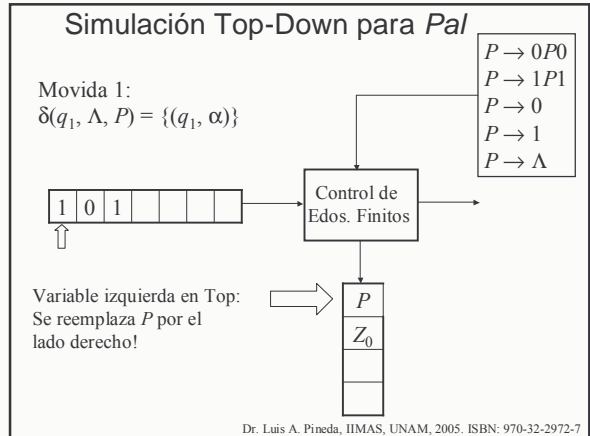 Simulación Top-Down para Pal
P → 0P0
P → 1P1
P → 0
P → 1
P → Λ
Movida 1:
δ(q₁, Λ, P) = {(q₁, α)}
1 0 1
Control de
Edos. Finitos
Variable izquierda en Top:
Se reemplaza P por el
lado derecho!
P
Z₀
Dr. Luis A. Pineda, IIMAS, UNAM, 2005. ISBN: 970-32-2972-7